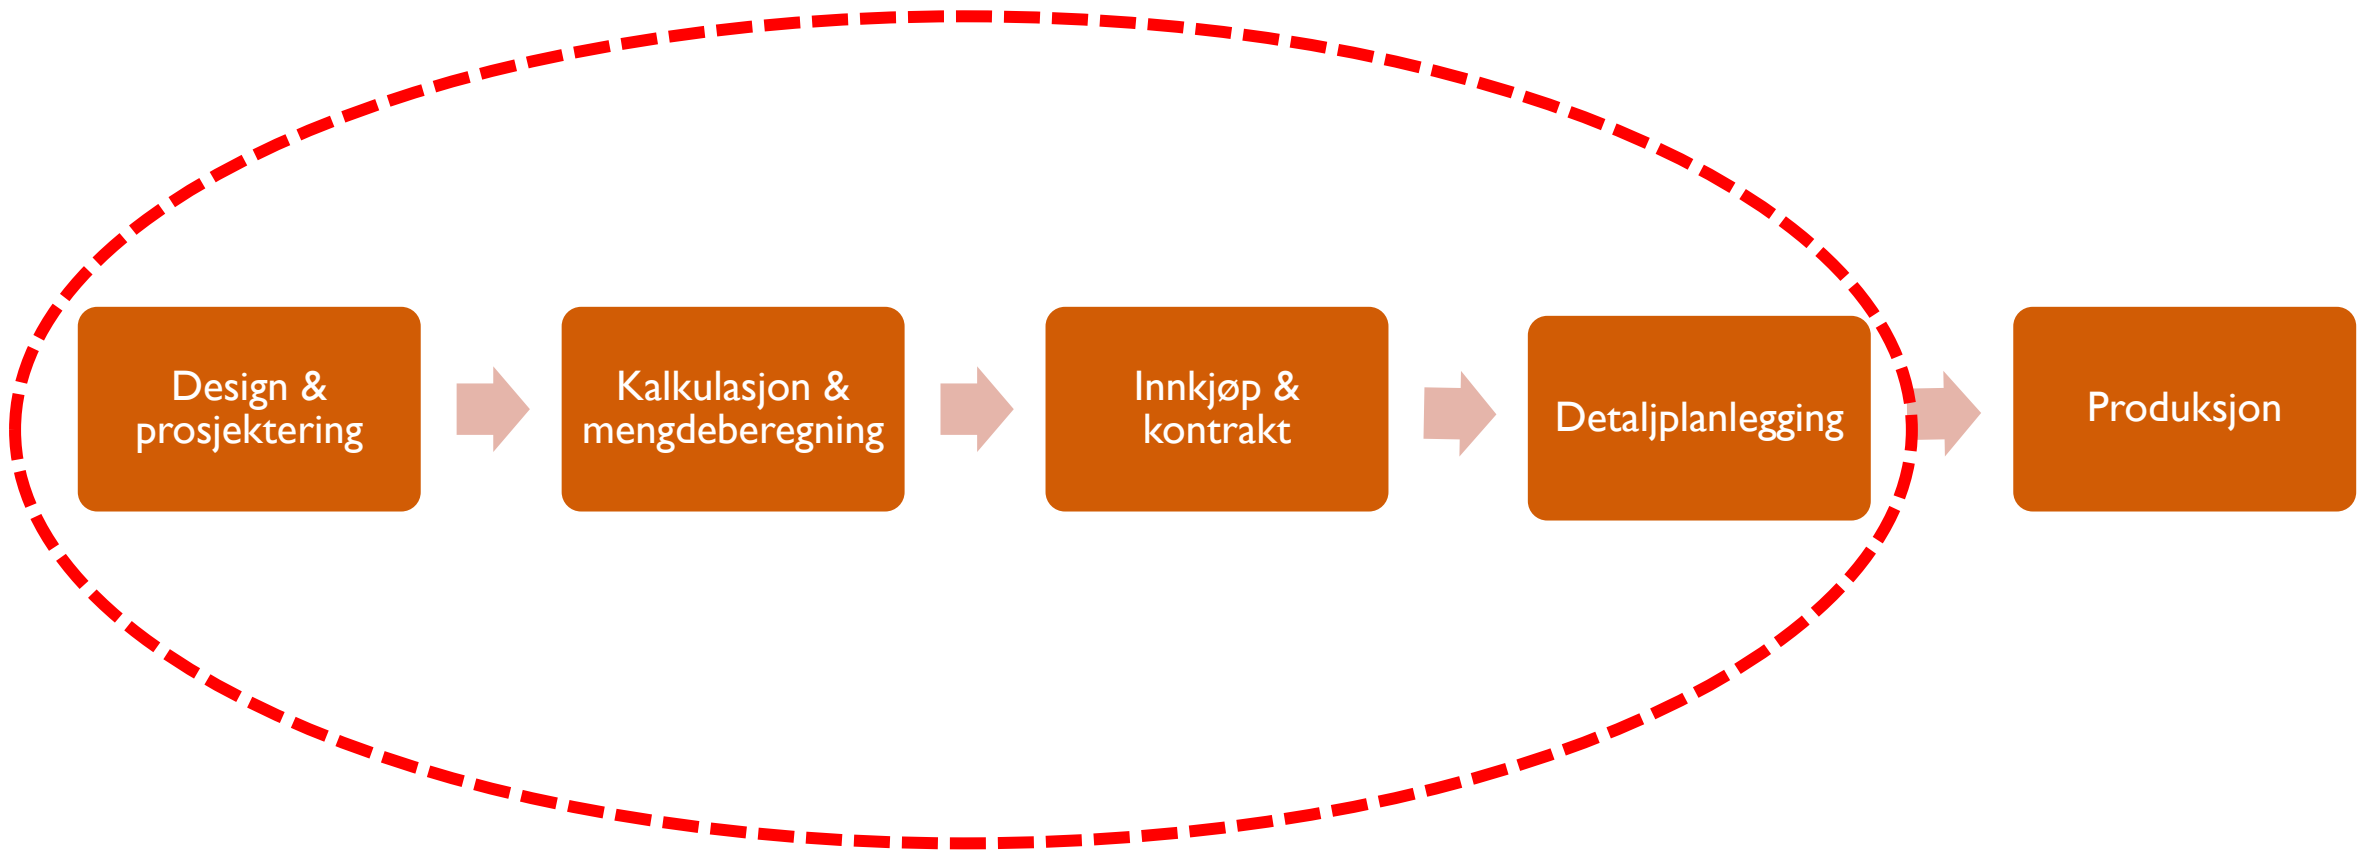 Design &
prosjektering
Kalkulasjon &
mengdeberegning
Innkjøp &
kontrakt
Detaljplanlegging
Produksjon